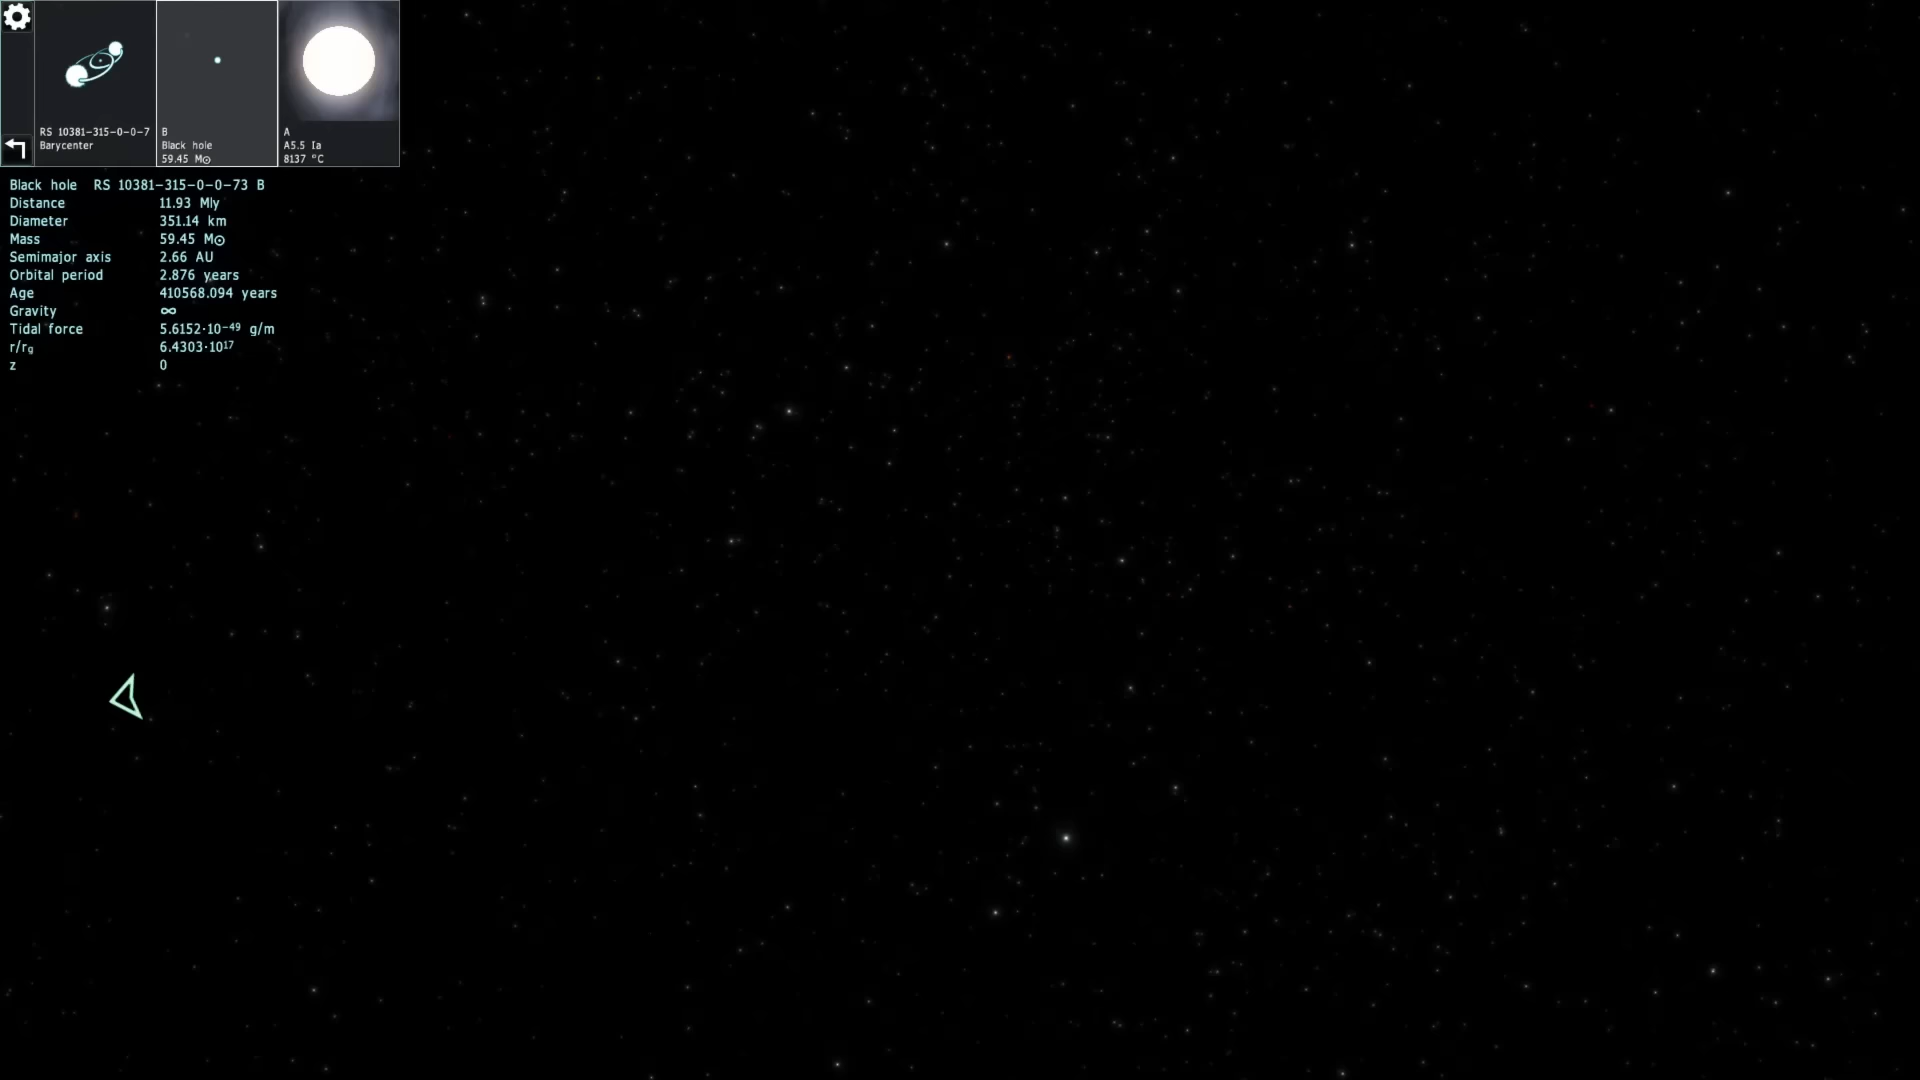 RS 10381-315-0-0-7
Barycenter
B
Black hole
59.45 M☉
A
A5.5 Ia
8137 °C
Black hole RS 10381-315-0-0-73 B
Distance 11.93 Mly
Diameter 351.14 km
Mass 59.45 M☉
Semimajor axis 2.66 AU
Orbital period 2.876 years
Age 410568.094 years
Gravity ∞
Tidal force 5.6152·10⁻⁴⁹ g/m
r/rg 6.4303·10¹⁷
z 0